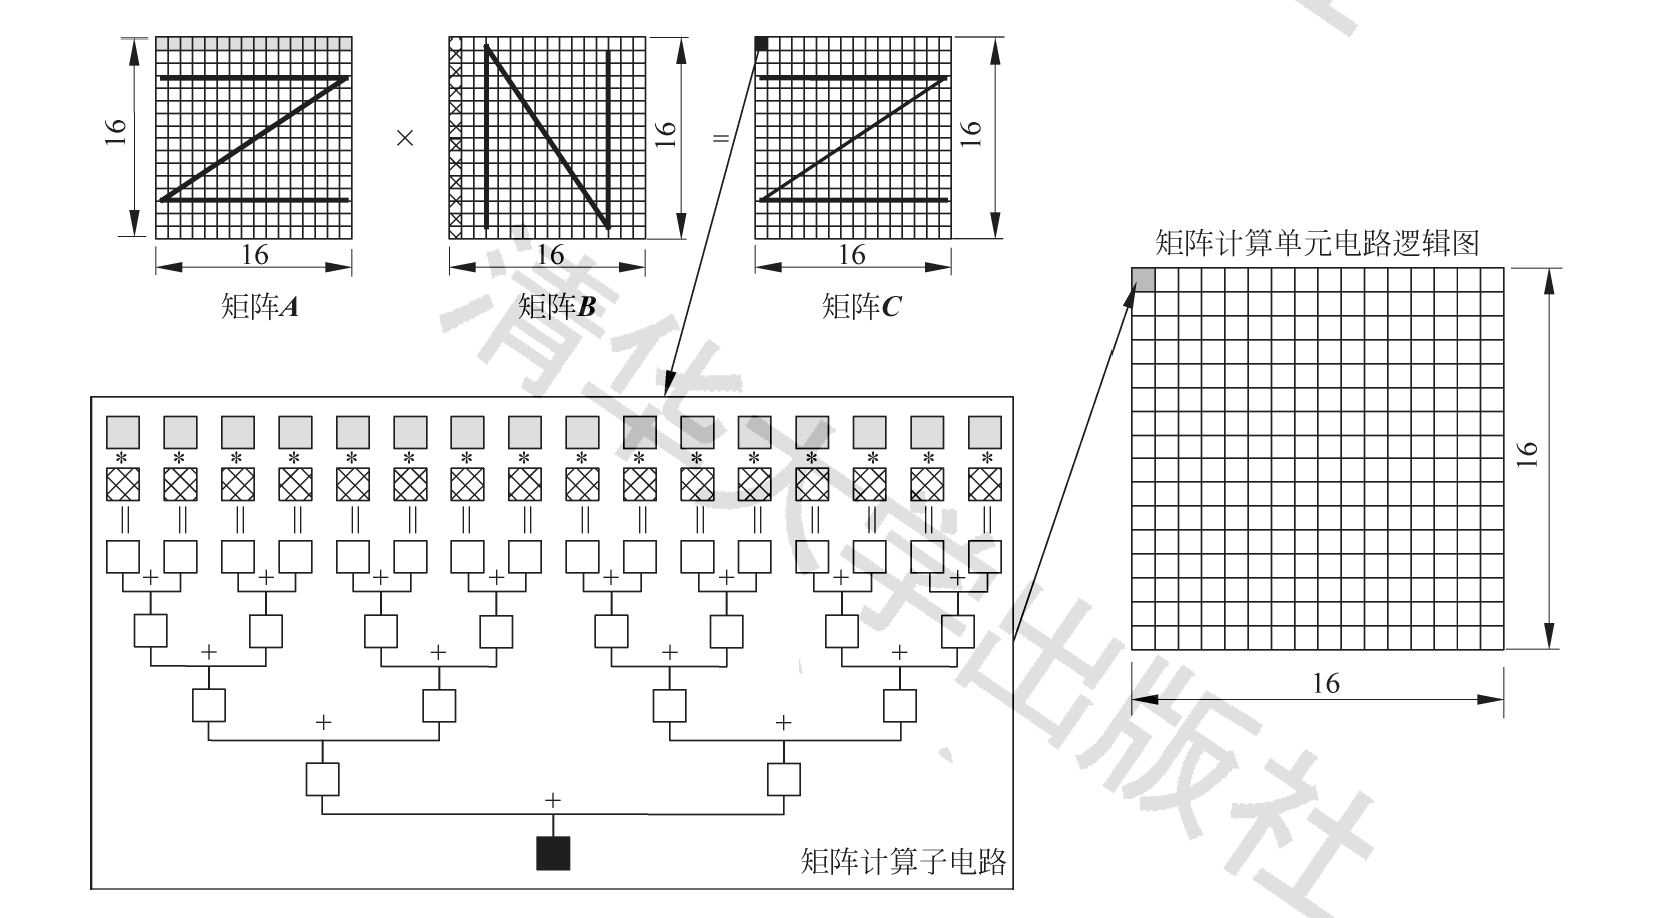 16
×
16
=
16
16
16
16
矩阵A
矩阵B
矩阵C
矩阵计算单元电路逻辑图
16
16
* * * * * * * * * * * * * * * *
+ + + + + + + +
+ + + +
+ +
+
矩阵计算子电路
清华大学出版社